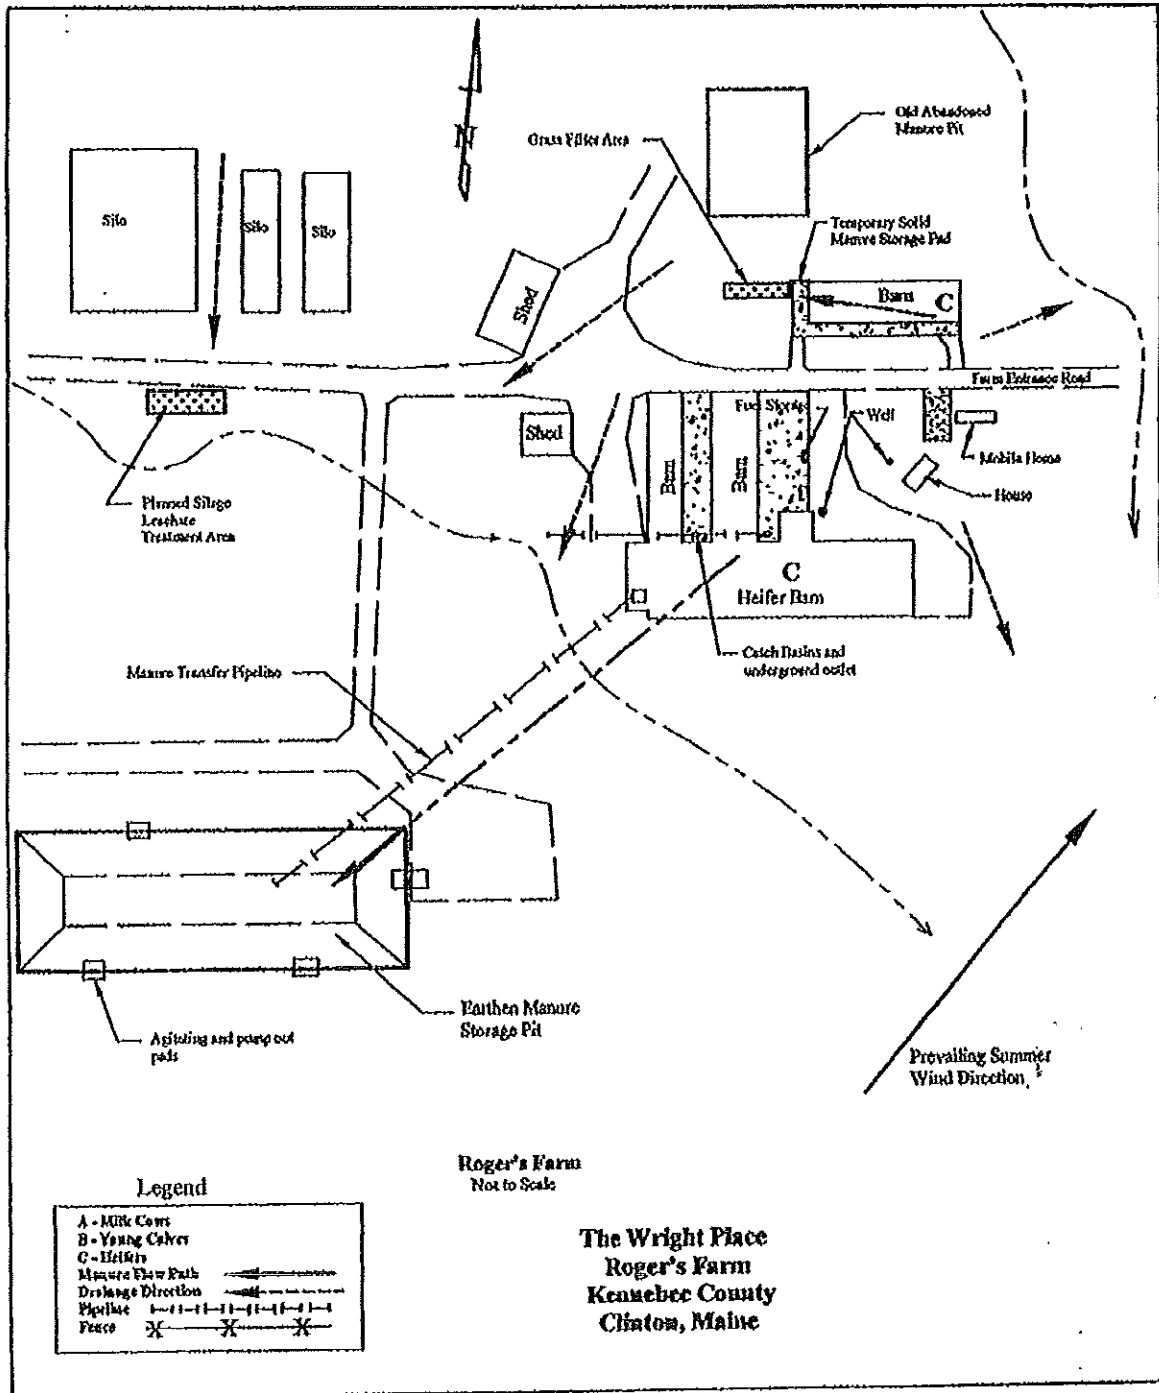 N
Old Abandoned
Manure Pit
Grass Filter Area
Silo
Silo
Silo
Temporary Solid
Manure Storage Pad
Shed
Barn
C
Farm Entrance Road
Fuel Storage
Well
Shed
Barn
Barn
Mobile Home
House
Planned Silage
Leachate
Treatment Area
C
Heifer Barn
Catch Basins and
underground outlet
Manure Transfer Pipeline
Earthen Manure
Storage Pit
Agitating and pump out
pads
Prevailing Summer
Wind Direction
Roger's Farm
Not to Scale
Legend
A - Milk Cows
B - Young Calves
C - Heifers
Manure Flow Path
Drainage Direction
Pipeline
Fence
The Wright Place
Roger's Farm
Kennebec County
Clinton, Maine